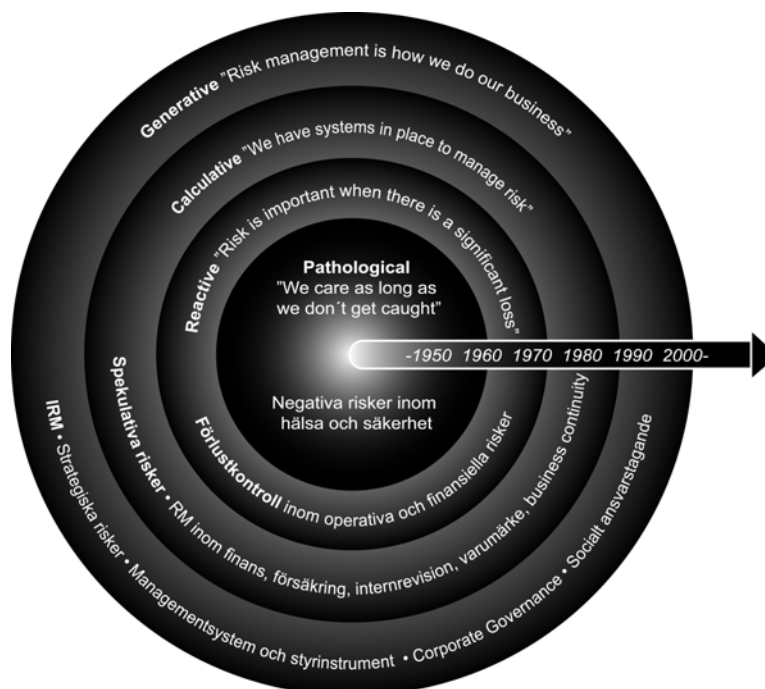 Generative "Risk management is how we do our business"
Calculative "We have systems in place to manage risk"
Reactive "Risk is important when there is a significant loss"
Pathological
"We care as long as
we don´t get caught"
-1950 1960 1970 1980 1990 2000-
Negativa risker inom
hälsa och säkerhet
Förlustkontroll inom operativa och finansiella risker
Spekulativa risker • RM inom finans, försäkring, internrevision, varumärke, business continuity
IRM • Strategiska risker • Managementsystem och styrinstrument • Corporate Governance • Socialt ansvarstagande